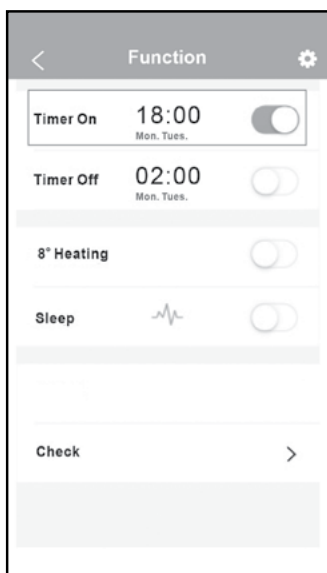 Function
Timer On 18:00
Mon. Tues.
Timer Off 02:00
Mon. Tues.
8° Heating
Sleep
Check